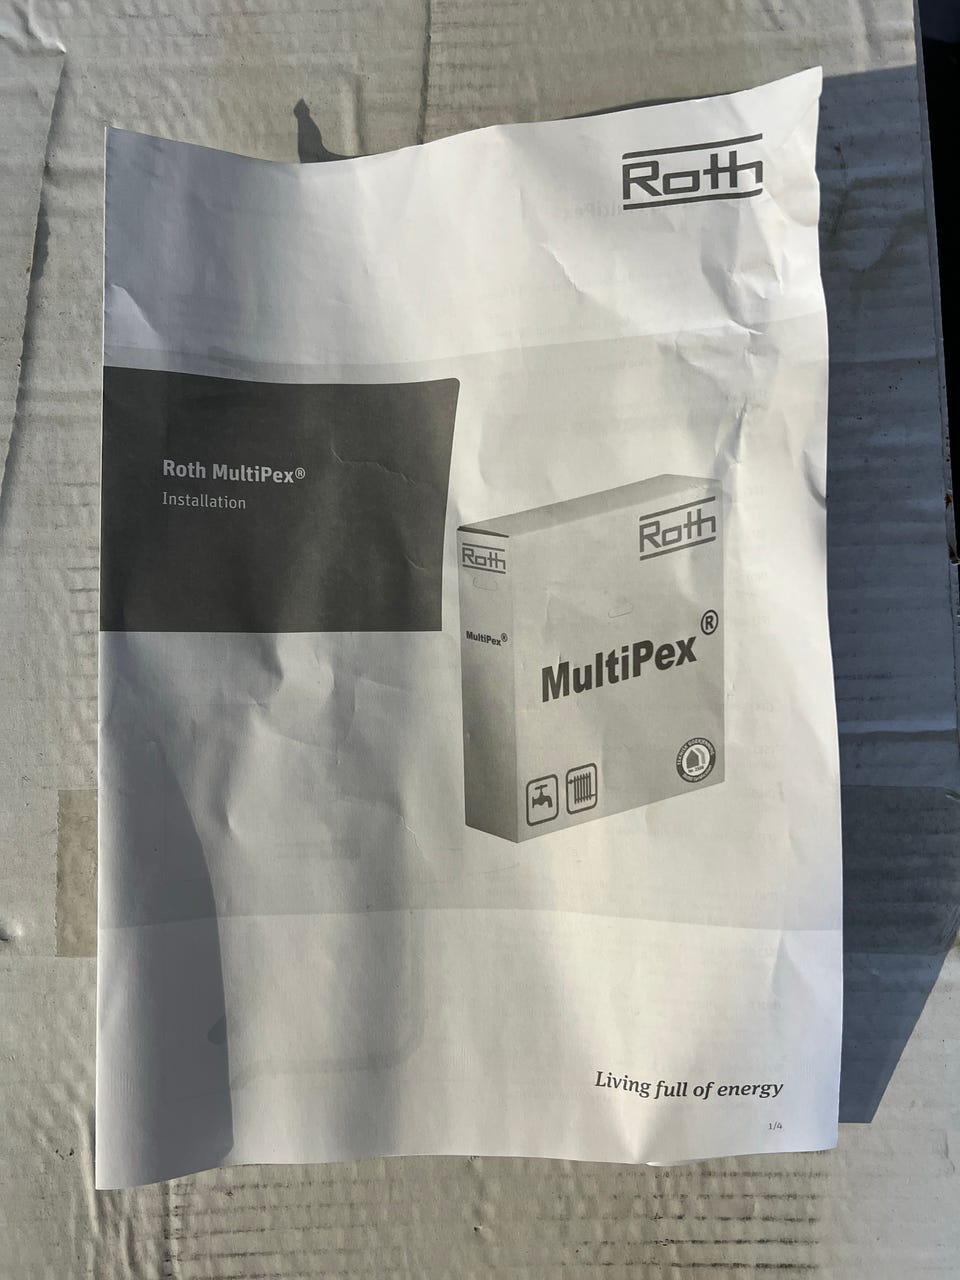 Roth
Roth MultiPex®
Installation
Roth
Roth
MultiPex®
MultiPex®
Living full of energy
1/4